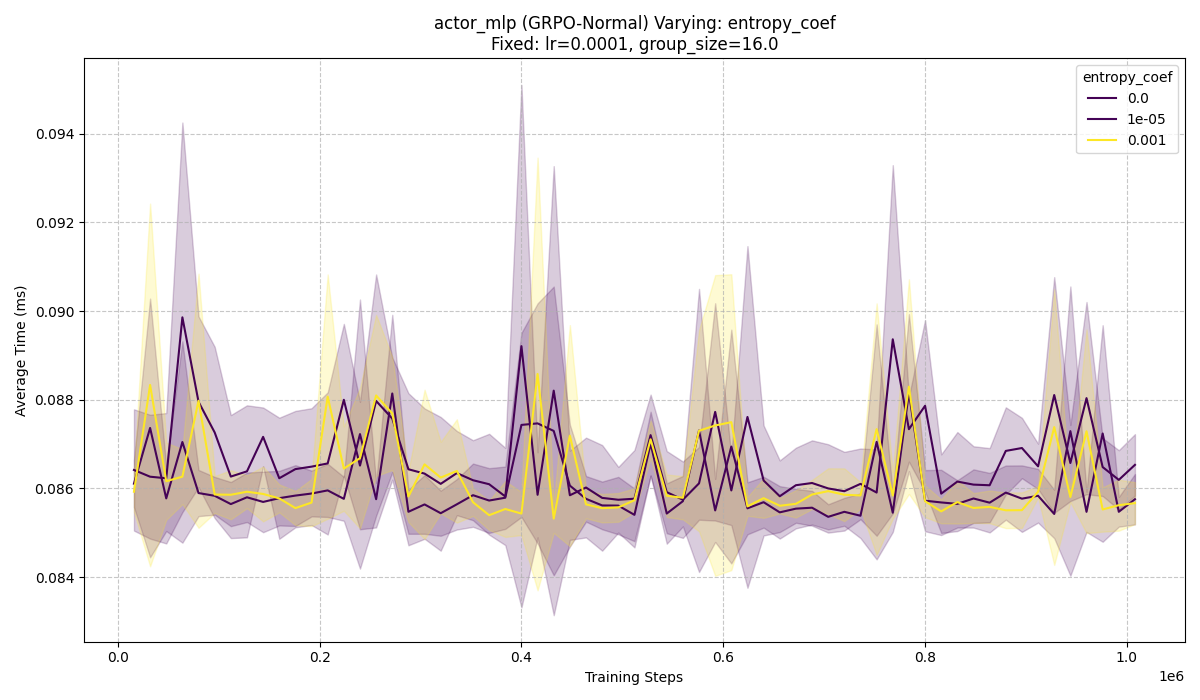 actor_mlp (GRPO-Normal) Varying: entropy_coef
Fixed: lr=0.0001, group_size=16.0
entropy_coef
0.0
1e-05
0.001
Average Time (ms)
0.094
0.092
0.090
0.088
0.086
0.084
0.0 0.2 0.4 0.6 0.8 1.0
1e6
Training Steps